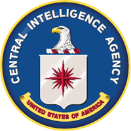 CENTRAL INTELLIGENCE AGENCY
UNITED STATES OF AMERICA